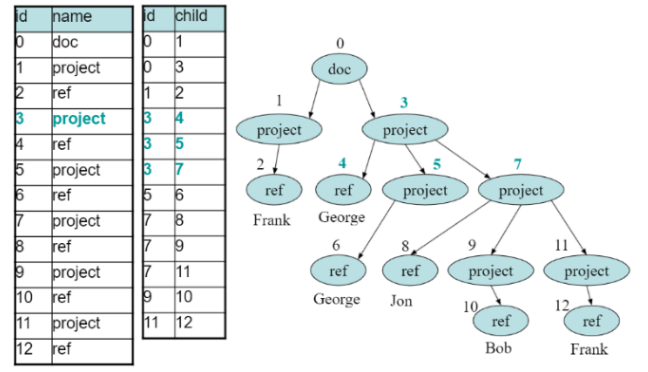 id name
0 doc
1 project
2 ref
3 project
4 ref
5 project
6 ref
7 project
8 ref
9 project
10 ref
11 project
12 ref
id child
0 1
0 3
1 2
3 4
3 5
3 7
5 6
7 8
7 9
7 11
9 10
11 12
0
doc
1 3
project project
2 4 5 7
ref ref project project
Frank George
6 8 9 11
ref ref project project
George Jon
10 ref 12 ref
Bob Frank